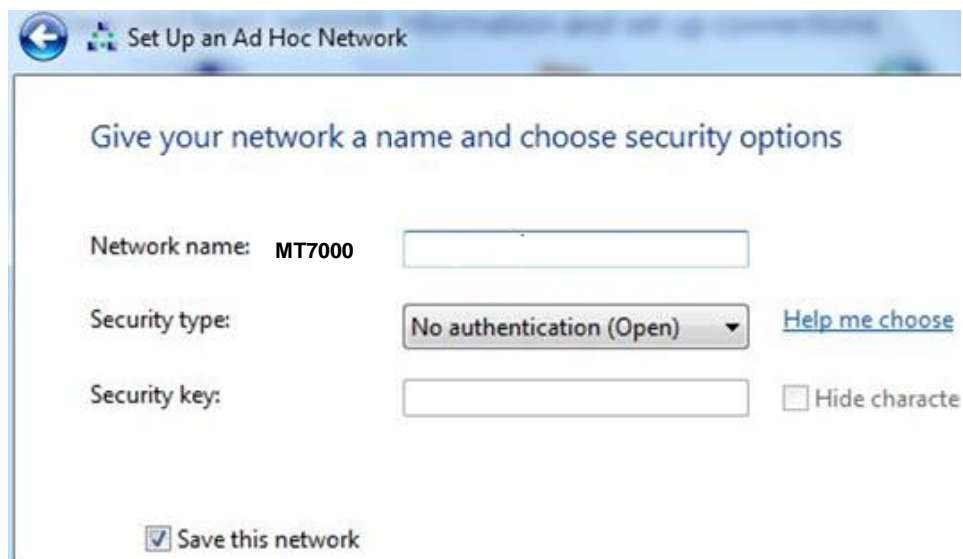 Set Up an Ad Hoc Network
Give your network a name and choose security options
Network name: MT7000
Security type: No authentication (Open) Help me choose
Security key: Hide characte
Save this network